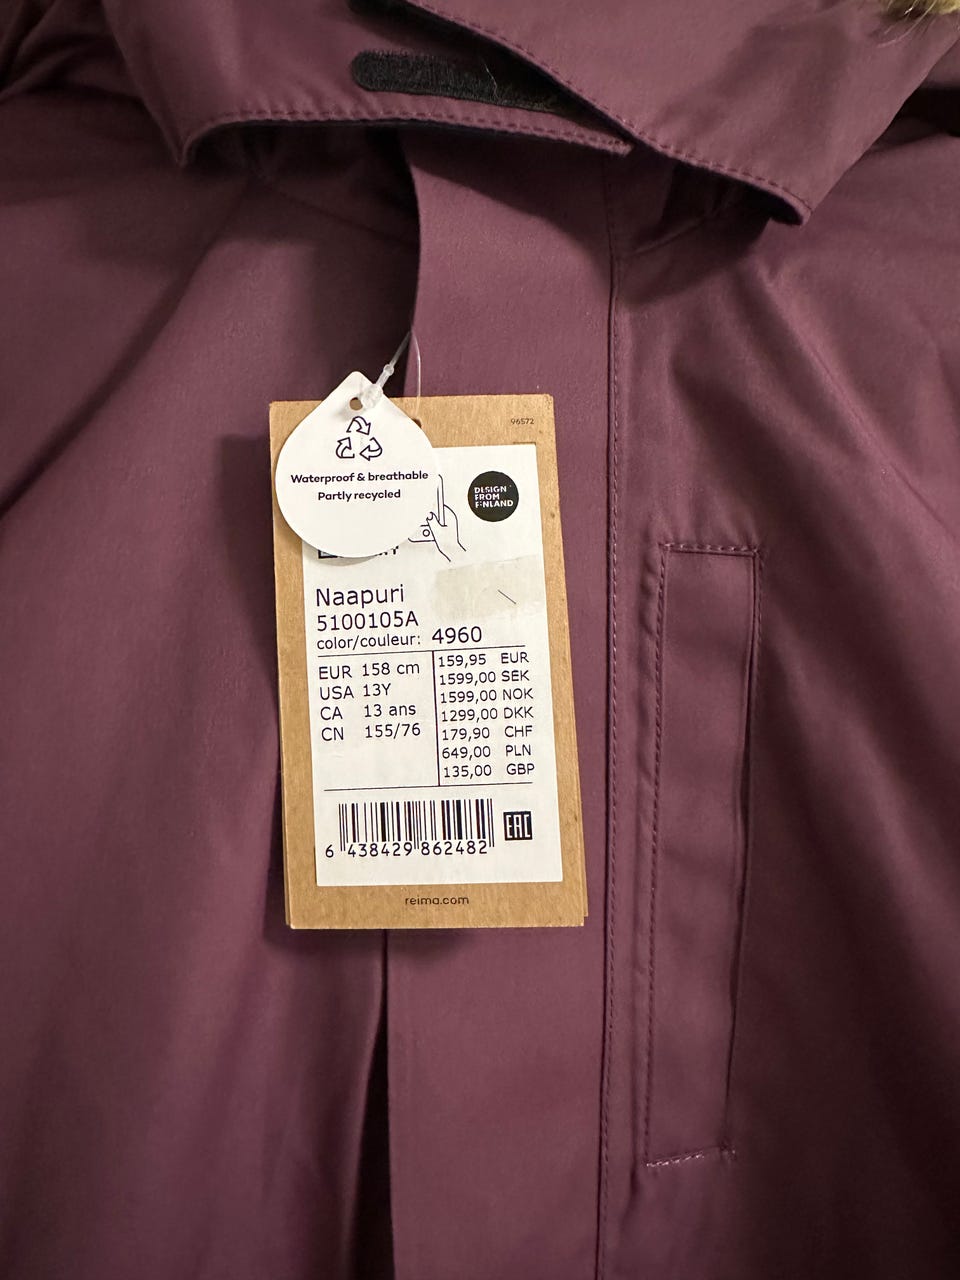 96572
Waterproof & breathable
Partly recycled
DESIGN
FROM
FINLAND
Naapuri
5100105A
color/couleur: 4960
EUR 158 cm
USA 13Y
CA 13 ans
CN 155/76
159,95 EUR
1599,00 SEK
1599,00 NOK
1299,00 DKK
179,90 CHF
649,00 PLN
135,00 GBP
6 438429 862482
EAC
reima.com